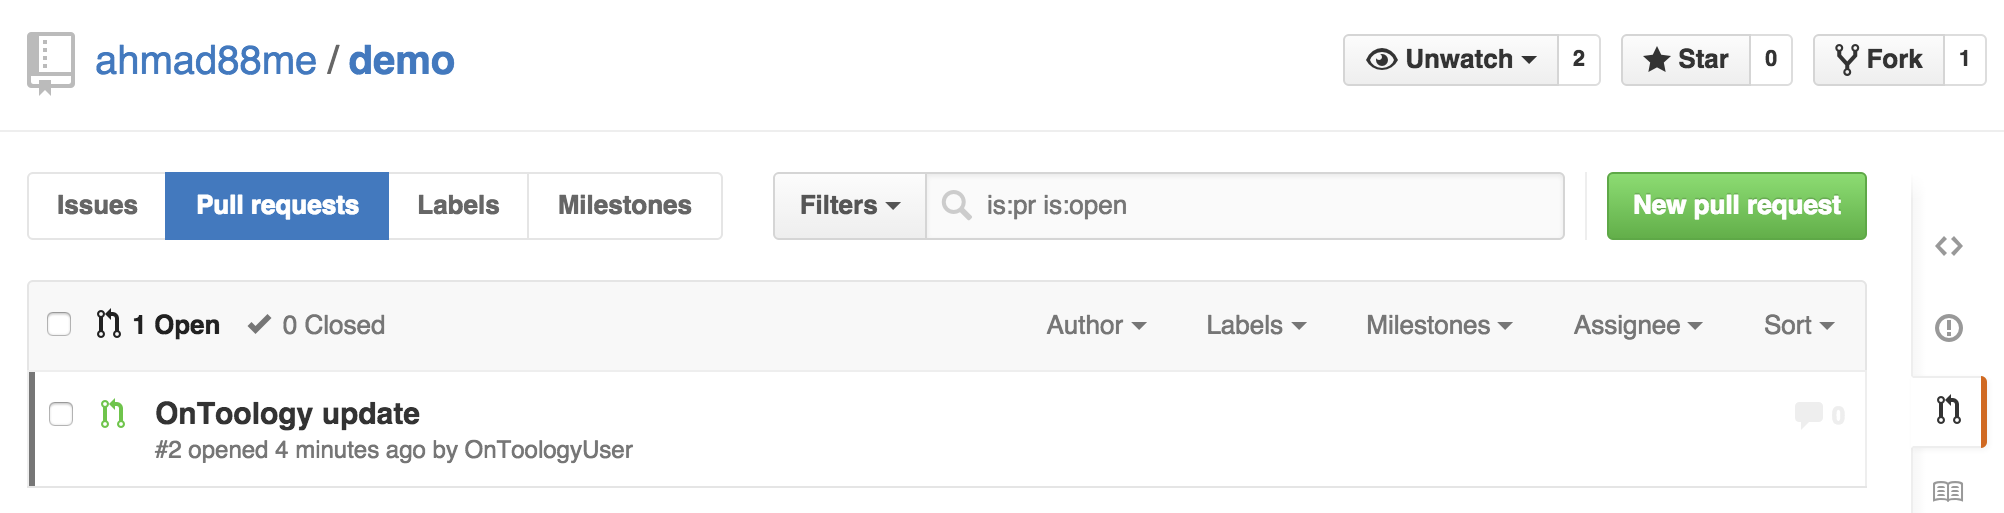 ahmad88me / demo
Unwatch 2 Star 0 Fork 1
Issues Pull requests Labels Milestones Filters is:pr is:open New pull request
1 Open 0 Closed Author Labels Milestones Assignee Sort
OnToology update 0
#2 opened 4 minutes ago by OnToologyUser